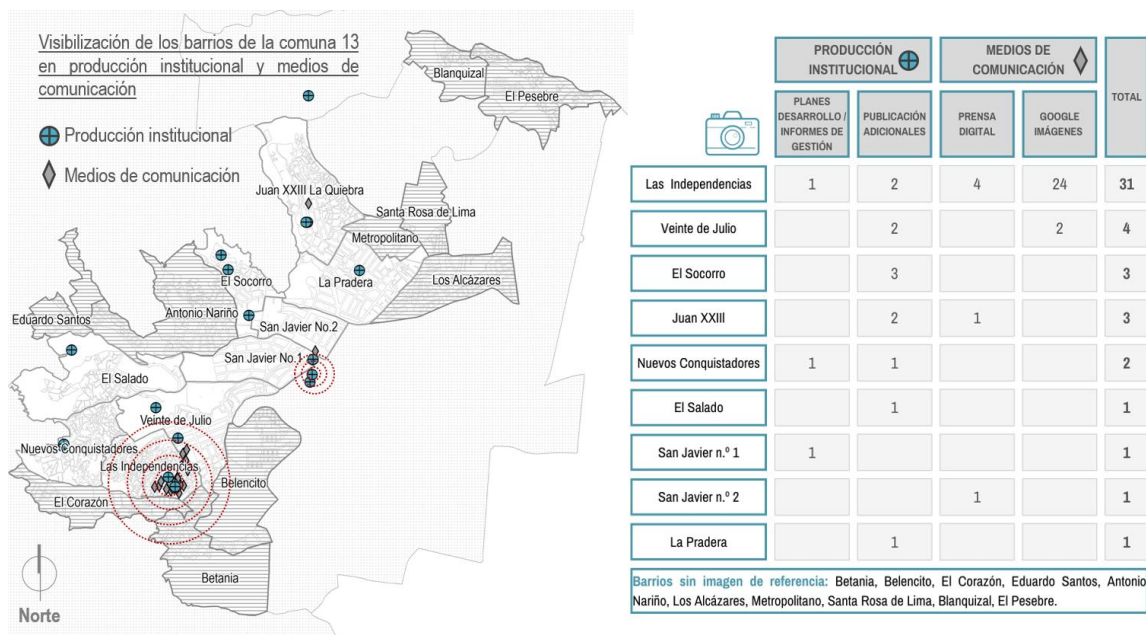 Visibilización de los barrios de la comuna 13
en producción institucional y medios de
comunicación
Producción institucional
Medios de comunicación
Blanquizal
El Pesebre
Juan XXIII La Quiebra
Santa Rosa de Lima
Metropolitano
El Socorro
La Pradera
Los Alcázares
Antonio Nariño
Eduardo Santos
San Javier No.2
San Javier No.1
El Salado
Veinte de Julio
Nuevos Conquistadores
Las Independencias
Belencito
El Corazón
Betania
Norte
PRODUCCIÓN
INSTITUCIONAL
MEDIOS DE
COMUNICACIÓN
TOTAL
PLANES
DESARROLLO /
INFORMES DE
GESTIÓN
PUBLICACIÓN
ADICIONALES
PRENSA
DIGITAL
GOOGLE
IMÁGENES
Las Independencias 1 2 4 24 31
Veinte de Julio 2 2 4
El Socorro 3 3
Juan XXIII 2 1 3
Nuevos Conquistadores 1 1 2
El Salado 1 1
San Javier n.º 1 1 1
San Javier n.º 2 1 1
La Pradera 1 1
Barrios sin imagen de referencia: Betania, Belencito, El Corazón, Eduardo Santos, Antonio
Nariño, Los Alcázares, Metropolitano, Santa Rosa de Lima, Blanquizal, El Pesebre.